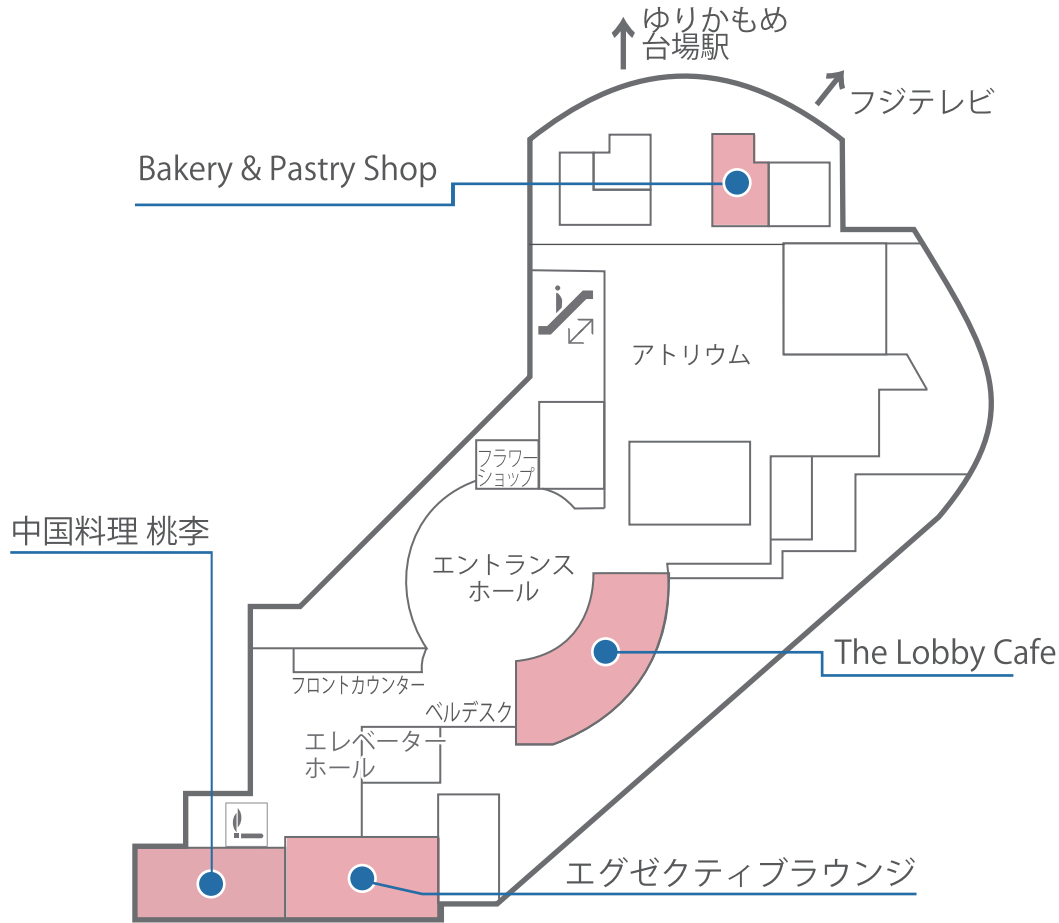 ゆりかもめ
台場駅
フジテレビ
Bakery & Pastry Shop
アトリウム
フラワー
ショップ
中国料理 桃李
エントランス
ホール
The Lobby Cafe
フロントカウンター
ベルデスク
エレベーター
ホール
エグゼクティブラウンジ